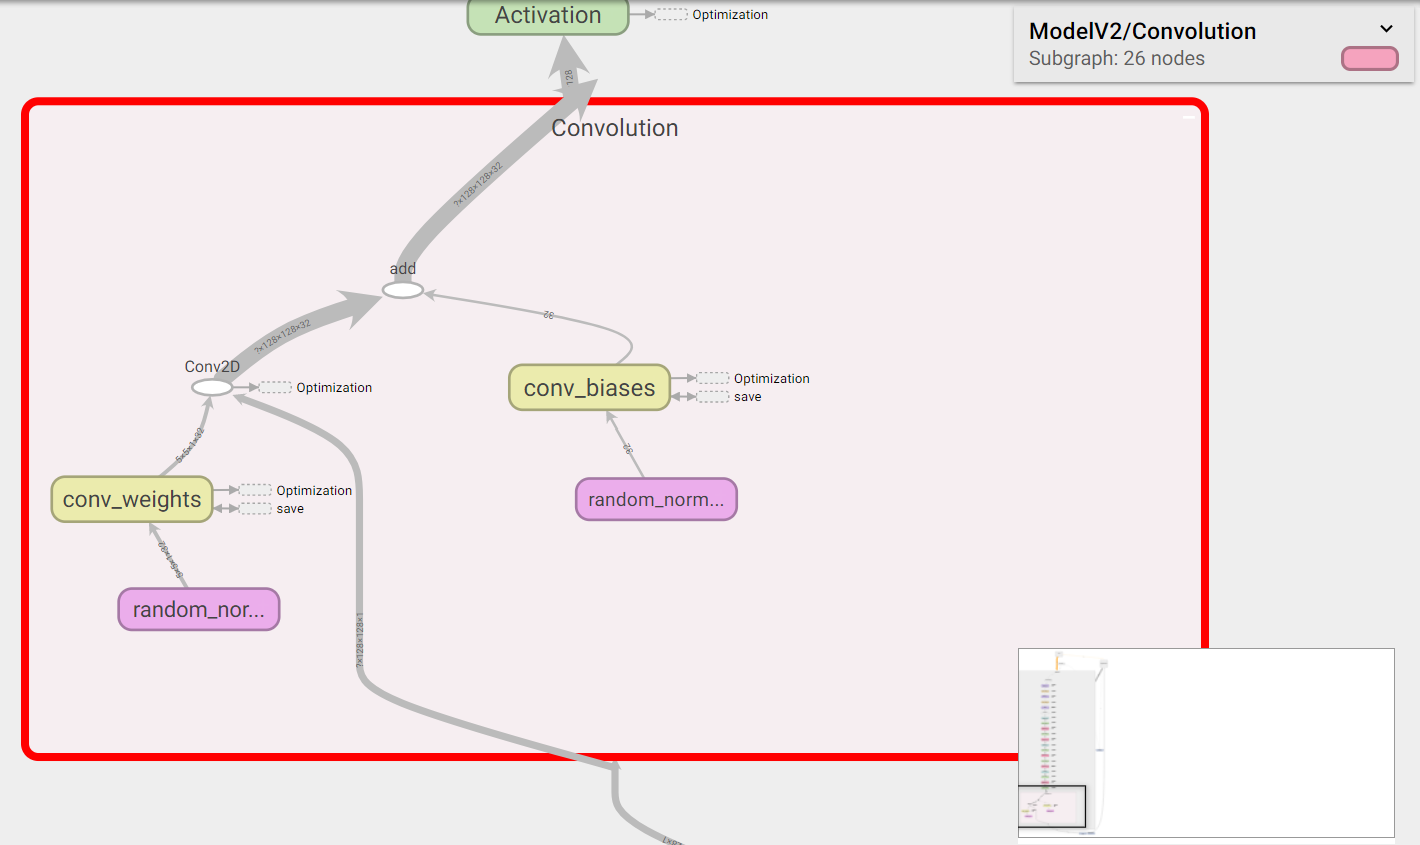 Activation
Optimization
ModelV2/Convolution
Subgraph: 26 nodes
128
Convolution
?×128×128×32
add
?×128×128×32
32
Conv2D
Optimization
conv_biases
Optimization
save
5×5×1×32
32
conv_weights
Optimization
save
random_norm...
5×5×1×32
random_nor...
?×128×128×1